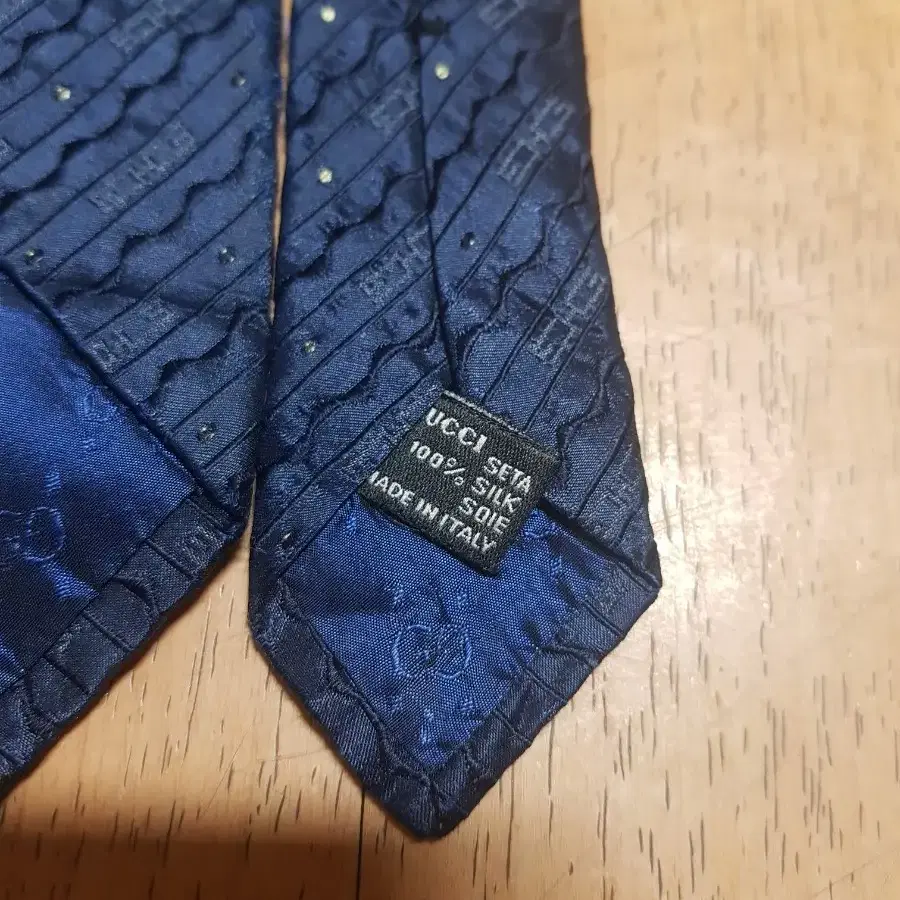 UCCI
100% SETA
SILK
SOIE
MADE IN ITALY